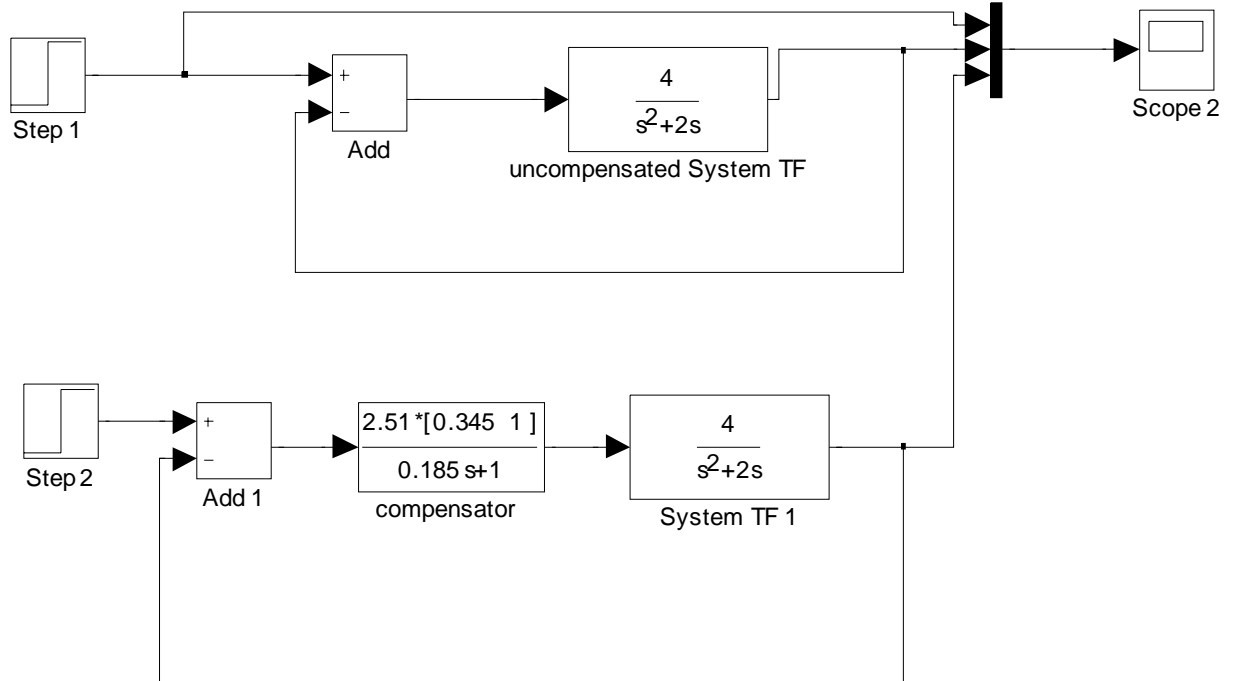 Step 1
+
−
Add
4
s²+2s
uncompensated System TF
Scope 2
Step 2
+
−
Add 1
2.51*[0.345 1 ]
0.185 s+1
compensator
4
s²+2s
System TF 1